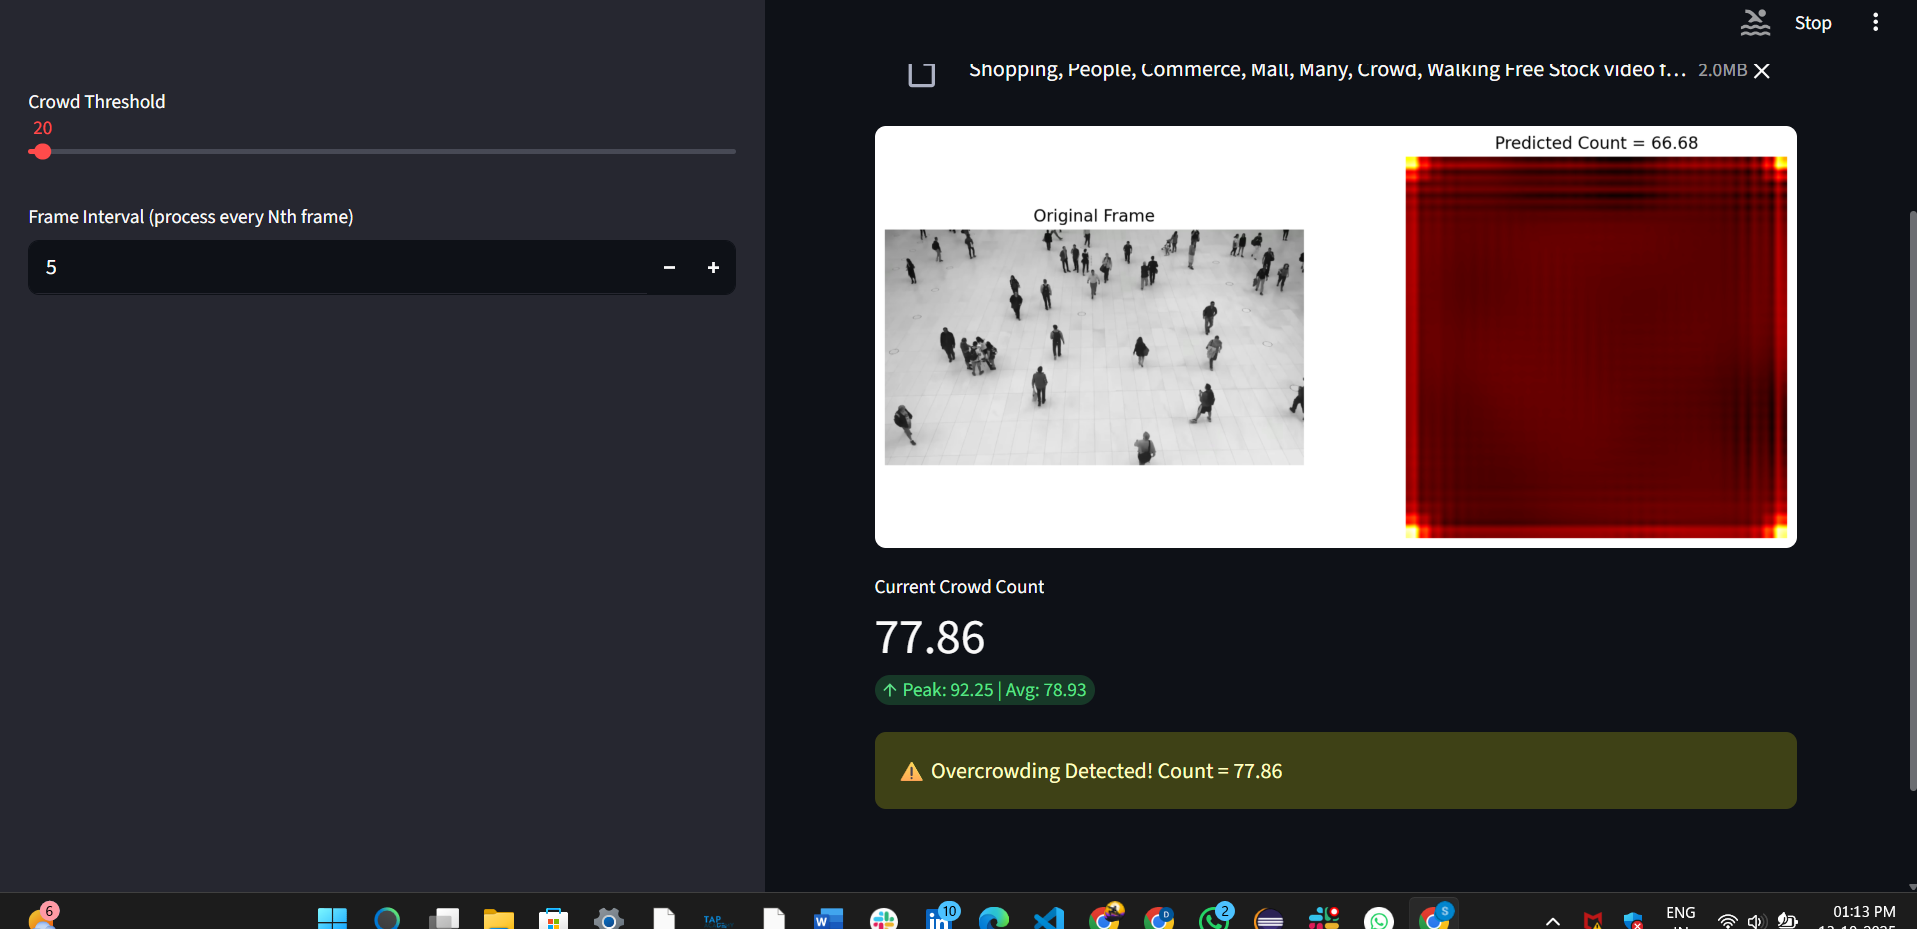 Stop
Shopping, People, Commerce, Mall, Many, Crowd, Walking Free Stock video f... 2.0MB
Crowd Threshold
20
Frame Interval (process every Nth frame)
5
Predicted Count = 66.68
Original Frame
Current Crowd Count
77.86
↑ Peak: 92.25 | Avg: 78.93
⚠ Overcrowding Detected! Count = 77.86
6
TAP
W
10
D
2
S
ENG
01:13 PM